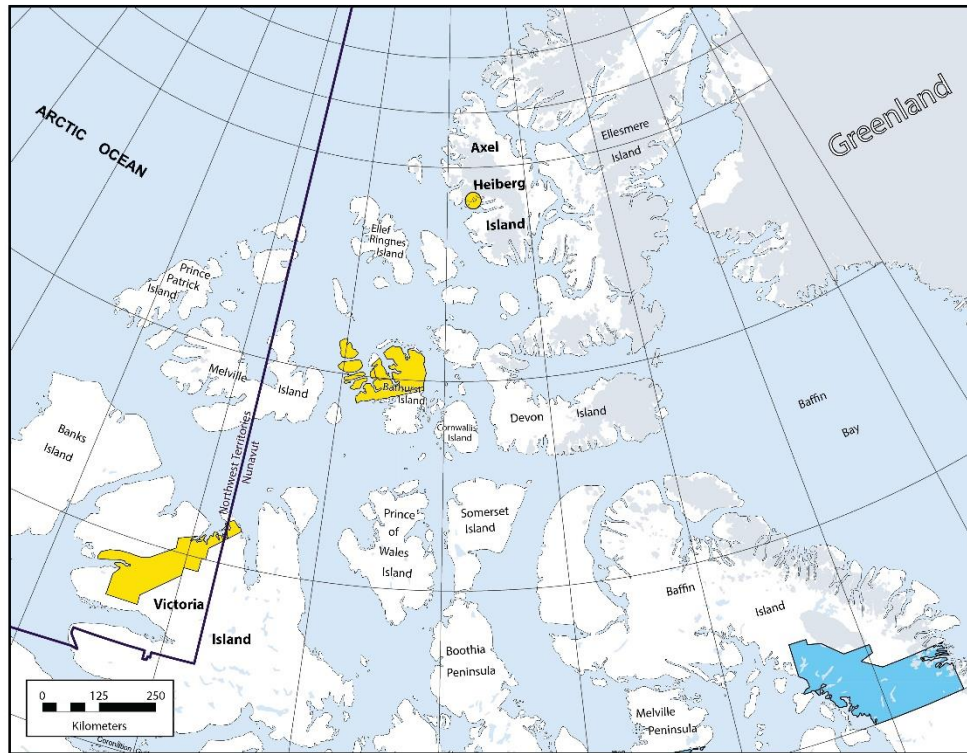 ARCTIC OCEAN
Greenland
Axel
Heiberg
Island
Ellesmere
Island
Ellef
Ringnes
Island
Prince
Patrick
Island
Melville Island
Bathurst
Island
Cornwallis
Island
Devon Island
Baffin
Bay
Banks
Island
Northwest Territories
Nunavut
Prince
of
Wales
Island
Somerset
Island
Victoria
Island
Baffin
Island
Boothia
Peninsula
Melville
Peninsula
0 125 250
Kilometers
Coronation